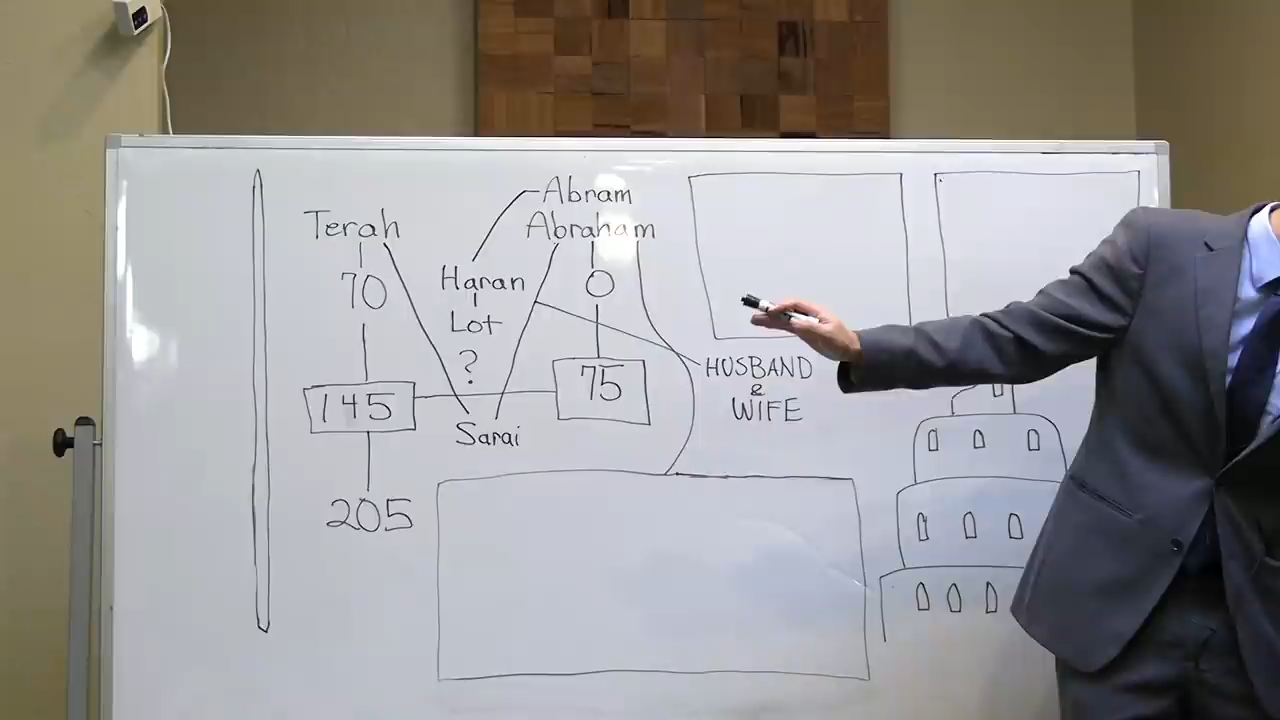 Abram
Terah
Abraham
70
Haran
0
Lot
?
145
75
HUSBAND
&
WIFE
Sarai
205